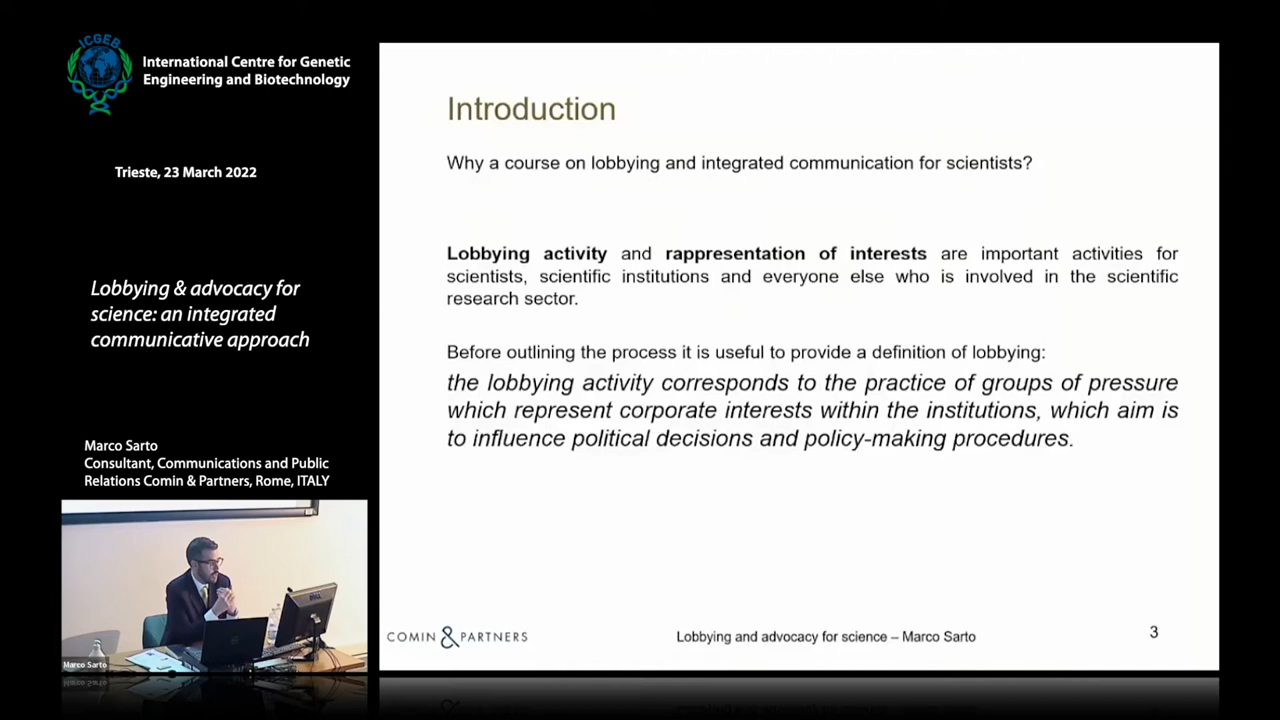 ICGEB
International Centre for Genetic
Engineering and Biotechnology
Trieste, 23 March 2022
Lobbying & advocacy for
science: an integrated
communicative approach
Marco Sarto
Consultant, Communications and Public
Relations Comin & Partners, Rome, ITALY
Marco Sarto
Introduction
Why a course on lobbying and integrated communication for scientists?
Lobbying activity and rappresentation of interests are important activities for
scientists, scientific institutions and everyone else who is involved in the scientific
research sector.
Before outlining the process it is useful to provide a definition of lobbying:
the lobbying activity corresponds to the practice of groups of pressure
which represent corporate interests within the institutions, which aim is
to influence political decisions and policy-making procedures.
COMIN & PARTNERS
Lobbying and advocacy for science – Marco Sarto
3